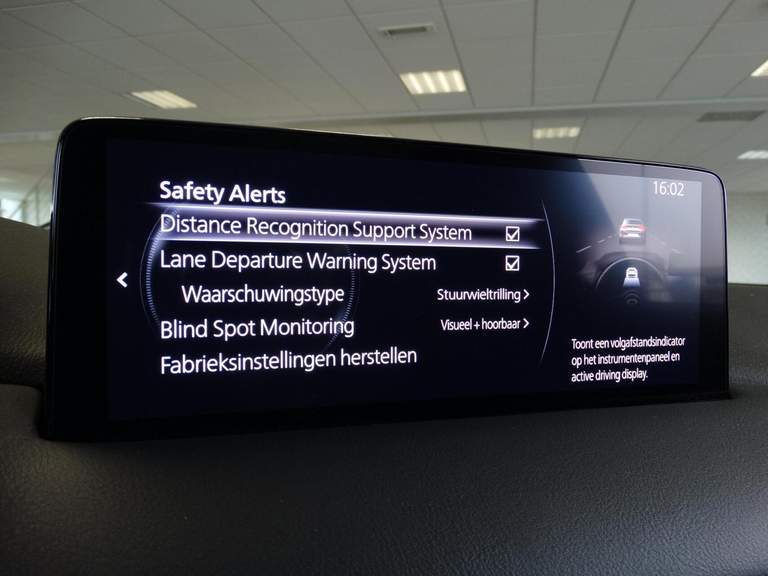 16:02
Safety Alerts
Distance Recognition Support System
Lane Departure Warning System
Waarschuwingstype Stuurwieltrilling
Blind Spot Monitoring Visueel + hoorbaar
Fabrieksinstellingen herstellen
Toont een volgafstandsindicator
op het instrumentenpaneel en
active driving display.